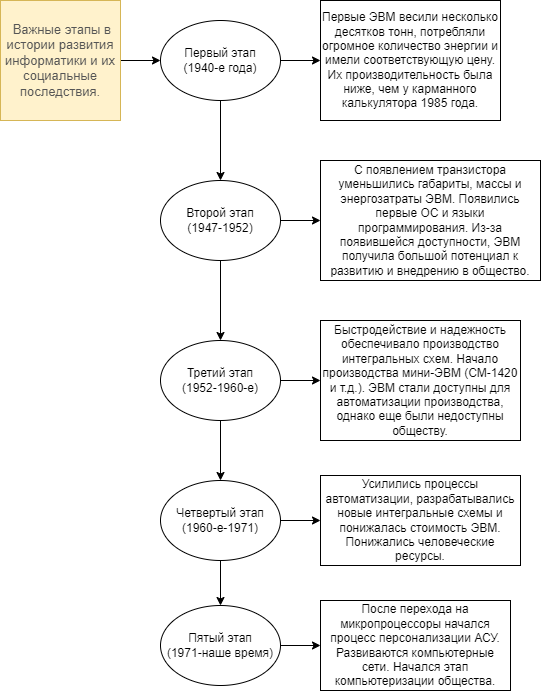 Важные этапы в
истории развития
информатики и их
социальные
последствия.
Первый этап
(1940-е года)
Первые ЭВМ весили несколько
десятков тонн, потребляли
огромное количество энергии и
имели соответствующую цену.
Их производительность была
ниже, чем у карманного
калькулятора 1985 года.
Второй этап
(1947-1952)
С появлением транзистора
уменьшились габариты, массы и
энергозатраты ЭВМ. Появились
первые ОС и языки
программирования. Из-за
появившейся доступности, ЭВМ
получила большой потенциал к
развитию и внедрению в общество.
Третий этап
(1952-1960-е)
Быстродействие и надежность
обеспечивало производство
интегральных схем. Начало
производства мини-ЭВМ (СМ-1420
и т.д.). ЭВМ стали доступны для
автоматизации производства,
однако еще были недоступны
обществу.
Четвертый этап
(1960-е-1971)
Усилились процессы
автоматизации, разрабатывались
новые интегральные схемы и
понижалась стоимость ЭВМ.
Понижались человеческие
ресурсы.
Пятый этап
(1971-наше время)
После перехода на
микропроцессоры начался
процесс персонализации АСУ.
Развиваются компьютерные
сети. Начался этап
компьютеризации общества.